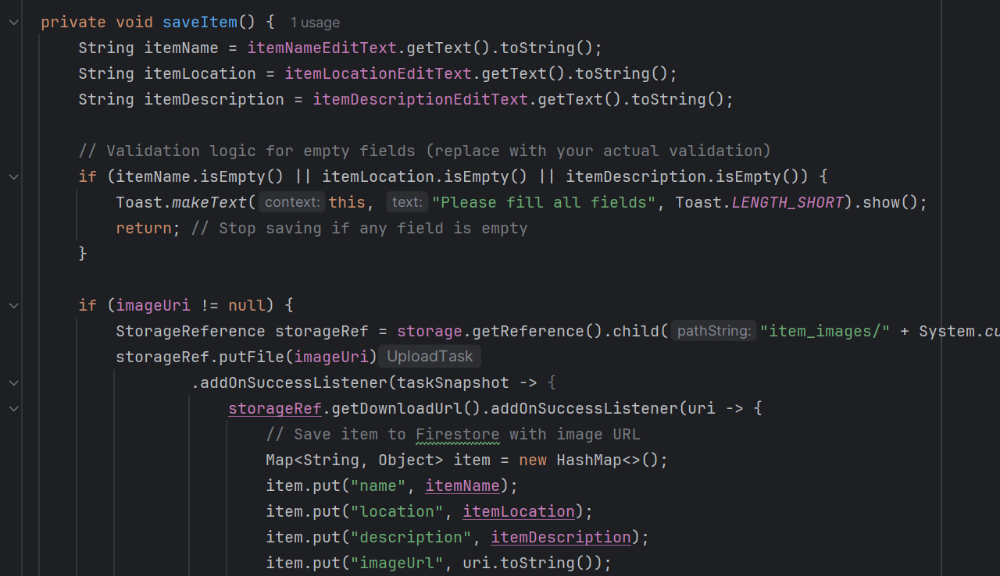 private void saveItem() { 1 usage
String itemName = itemNameEditText.getText().toString();
String itemLocation = itemLocationEditText.getText().toString();
String itemDescription = itemDescriptionEditText.getText().toString();
// Validation logic for empty fields (replace with your actual validation)
if (itemName.isEmpty() || itemLocation.isEmpty() || itemDescription.isEmpty()) {
Toast.makeText( context: this, text: "Please fill all fields", Toast.LENGTH_SHORT).show();
return; // Stop saving if any field is empty
}
if (imageUri != null) {
StorageReference storageRef = storage.getReference().child( pathString: "item_images/" + System.cu
storageRef.putFile(imageUri) UploadTask
.addOnSuccessListener(taskSnapshot -> {
storageRef.getDownloadUrl().addOnSuccessListener(uri -> {
// Save item to Firestore with image URL
Map<String, Object> item = new HashMap<>();
item.put("name", itemName);
item.put("location", itemLocation);
item.put("description", itemDescription);
item.put("imageUrl", uri.toString());